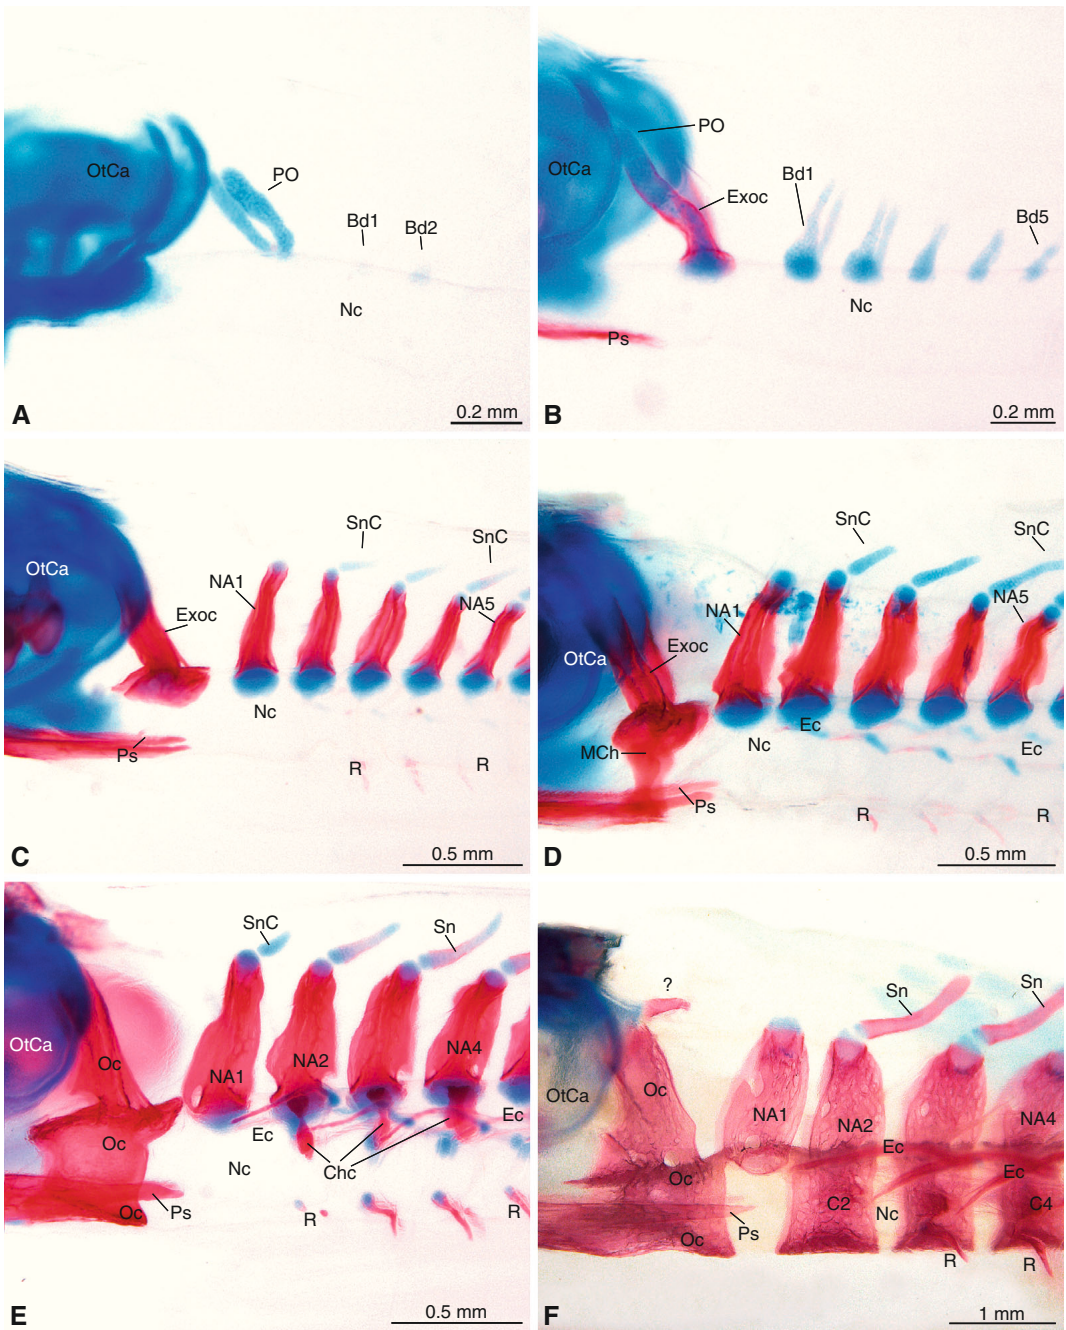 OtCa
PO
Bd1
Bd2
Nc
A
0.2 mm
PO
OtCa
Exoc
Bd1
Bd5
Nc
Ps
B
0.2 mm
SnC
SnC
OtCa
NA1
NA5
Exoc
Nc
Ps
R
R
C
0.5 mm
SnC
SnC
NA1
NA5
Exoc
OtCa
Ec
Nc
Ec
MCh
Ps
R
R
D
0.5 mm
SnC
Sn
OtCa
Oc
NA1
NA2
NA4
Ec
Ec
Oc
Nc
Chc
Oc
Ps
R
R
E
0.5 mm
?
Sn
Sn
OtCa
Oc
NA1
NA2
NA4
Ec
Ec
Oc
C2
Nc
C4
Ps
Oc
R
R
F
1 mm